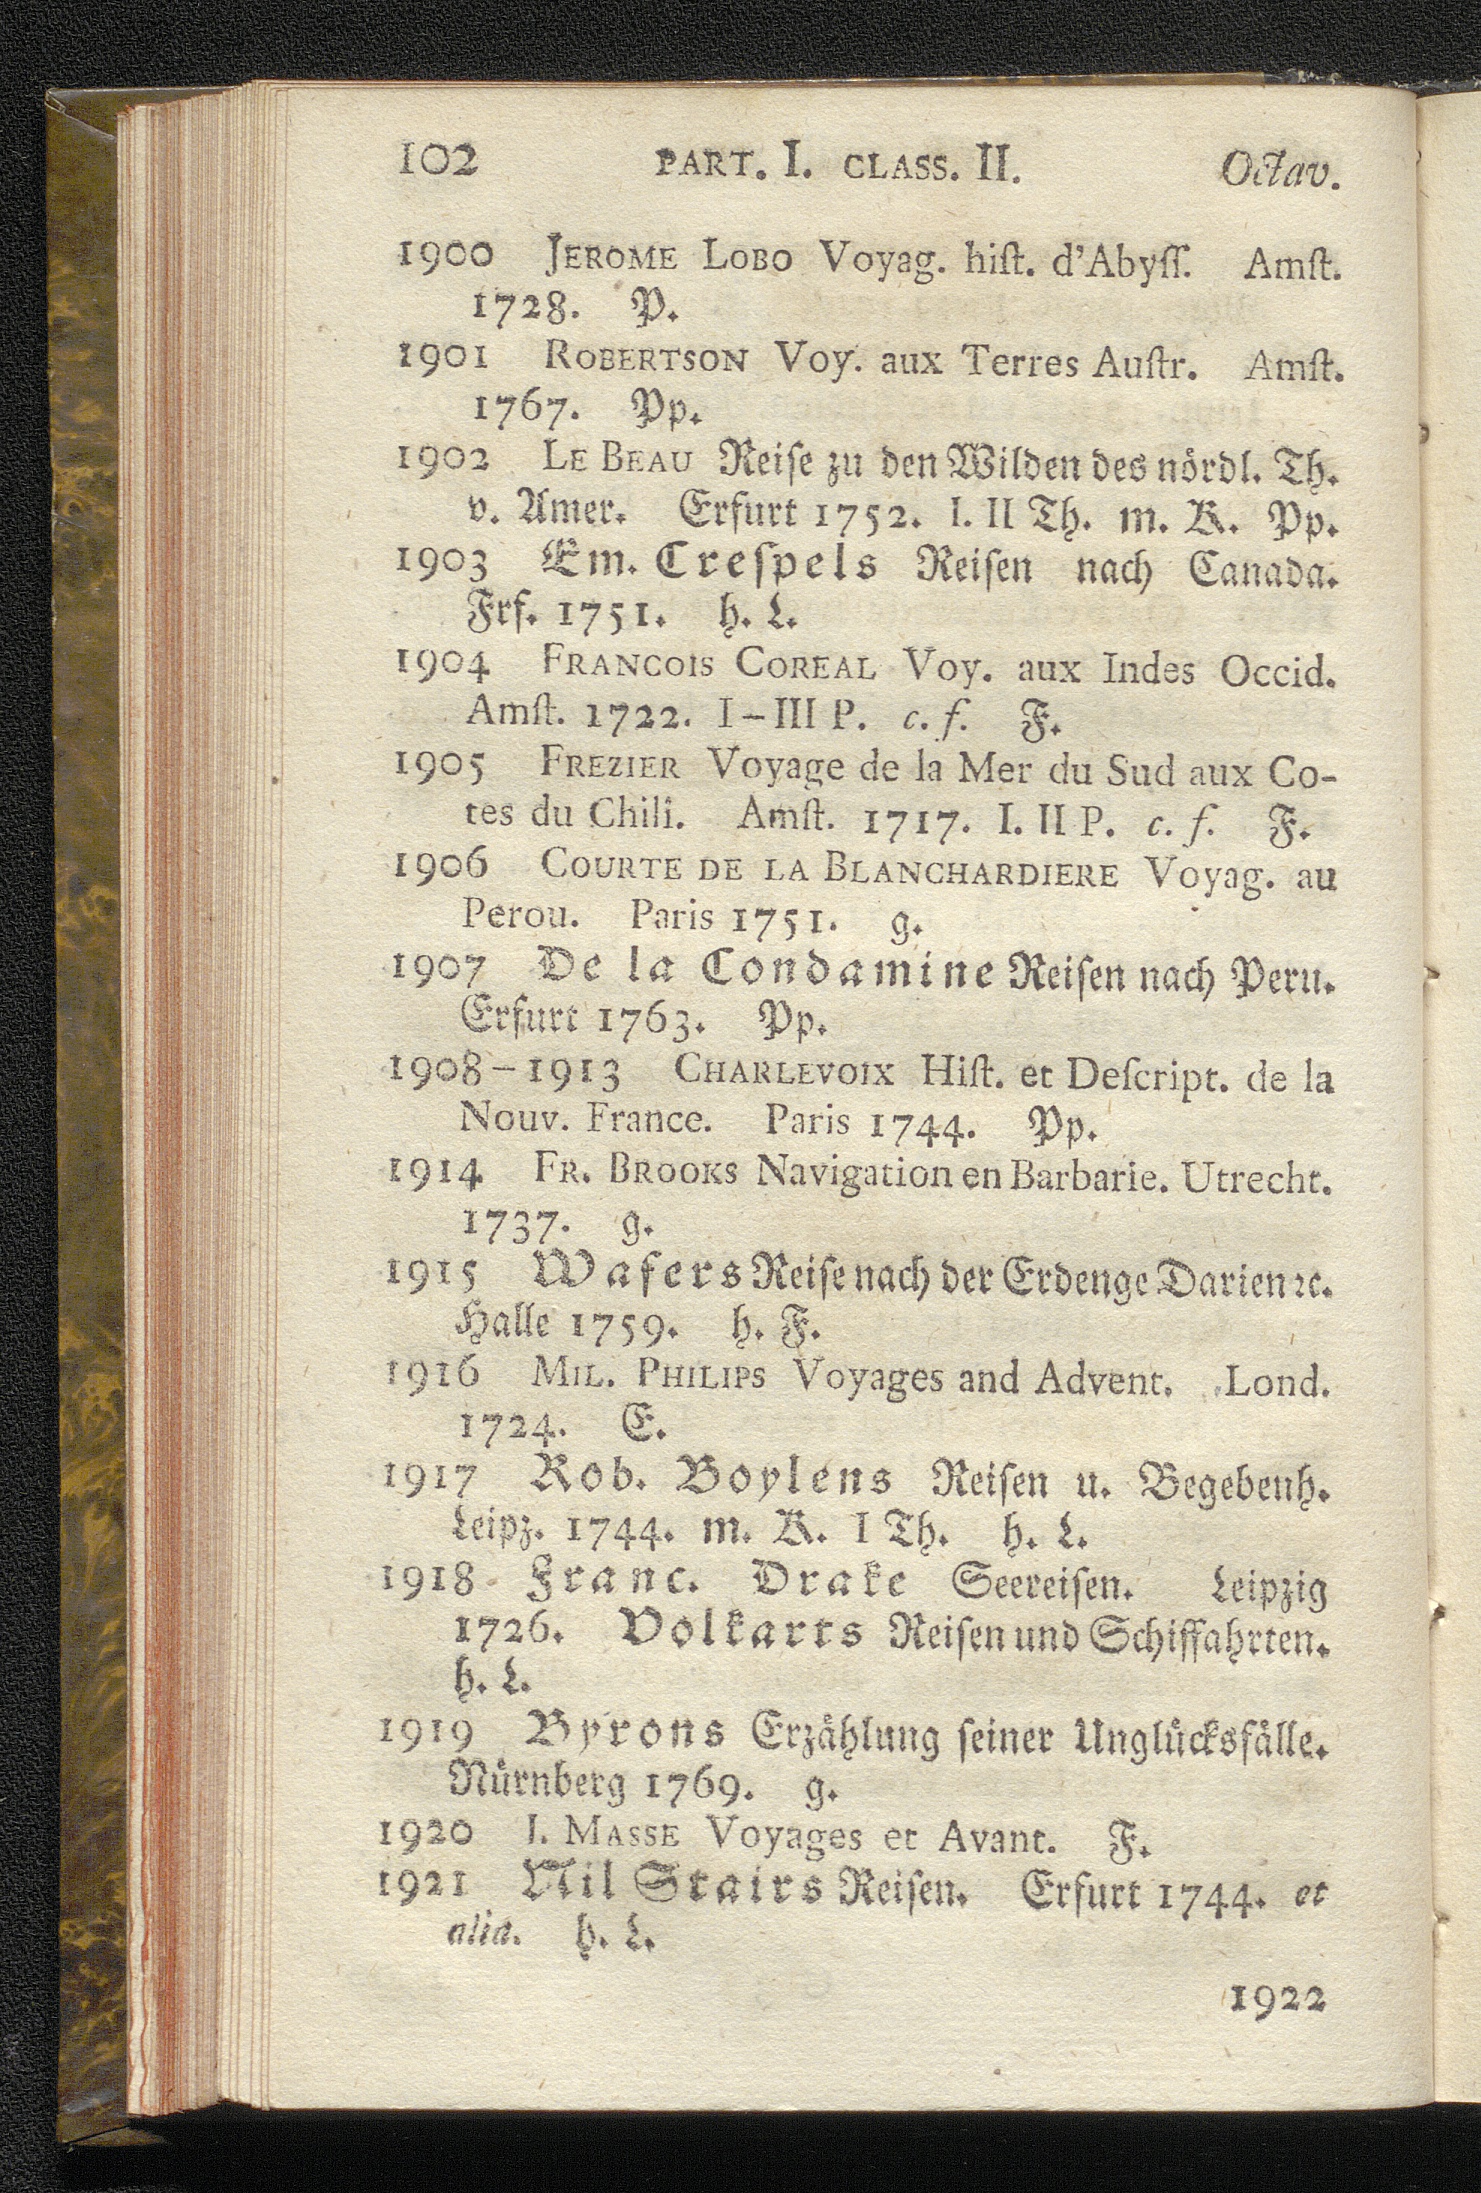 102 PART. I. CLASS. II. Octav.
1900 JEROME LOBO Voyag. hiſt. d'Abyſſ. Amſt.
1728. P.
1901 ROBERTSON Voy. aux Terres Auſtr. Amſt.
1767. Pp.
1902 LE BEAU Reiſe zu den Wilden des nördl. Th.
v. Amer. Erfurt 1752. I. II Th. m. K. Pp.
1903 Em. Creſpels Reiſen nach Canada.
Frf. 1751. h. L.
1904 FRANCOIS COREAL Voy. aux Indes Occid.
Amſt. 1722. I-III P. c. f. F.
1905 FREZIER Voyage de la Mer du Sud aux Co-
tes du Chili. Amſt. 1717. I. II P. c. f. F.
1906 COURTE DE LA BLANCHARDIERE Voyag. au
Perou. Paris 1751. g.
1907 De la Condamine Reiſen nach Peru.
Erfurt 1763. Pp.
1908-1913 CHARLEVOIX Hiſt. et Deſcript. de la
Nouv. France. Paris 1744. Pp.
1914 FR. BROOKS Navigation en Barbarie. Utrecht.
1737. g.
1915 Wafers Reiſe nach der Erdenge Darien ꝛc.
Halle 1759. h. F.
1916 MIL. PHILIPS Voyages and Advent. Lond.
1724. E.
1917 Rob. Boylens Reiſen u. Begebenh.
Leipz. 1744. m. K. I Th. h. L.
1918 Franc. Drake Seereiſen. Leipzig
1726. Volkarts Reiſen und Schiffahrten.
h. L.
1919 Byrons Erzählung ſeiner Unglücksfälle.
Nürnberg 1769. g.
1920 I. MASSE Voyages et Avant. F.
1921 Nil Stairs Reiſen. Erfurt 1744. et
alia. h. L.
1922